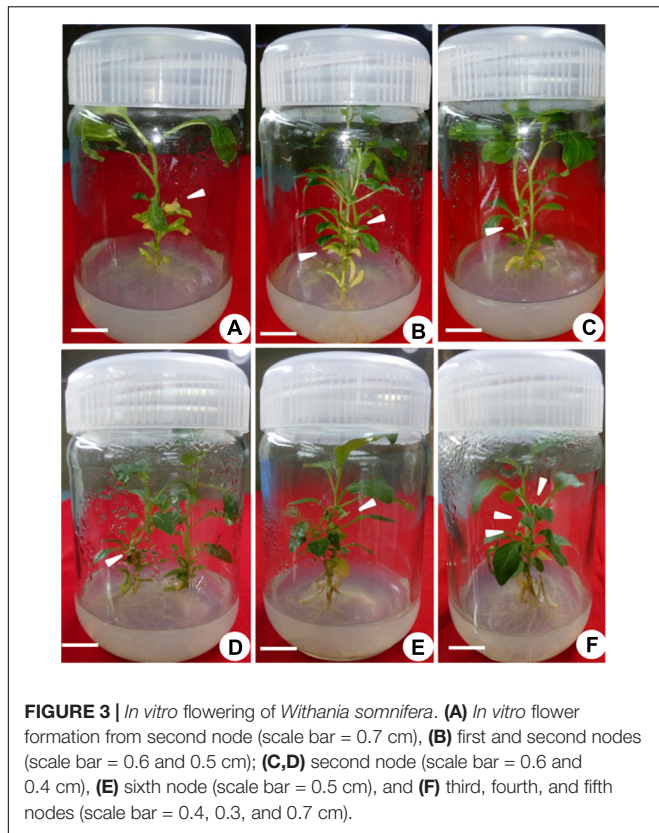 A
B
C
D
E
F
FIGURE 3 | In vitro flowering of Withania somnifera. (A) In vitro flower
formation from second node (scale bar = 0.7 cm), (B) first and second nodes
(scale bar = 0.6 and 0.5 cm); (C,D) second node (scale bar = 0.6 and
0.4 cm), (E) sixth node (scale bar = 0.5 cm), and (F) third, fourth, and fifth
nodes (scale bar = 0.4, 0.3, and 0.7 cm).